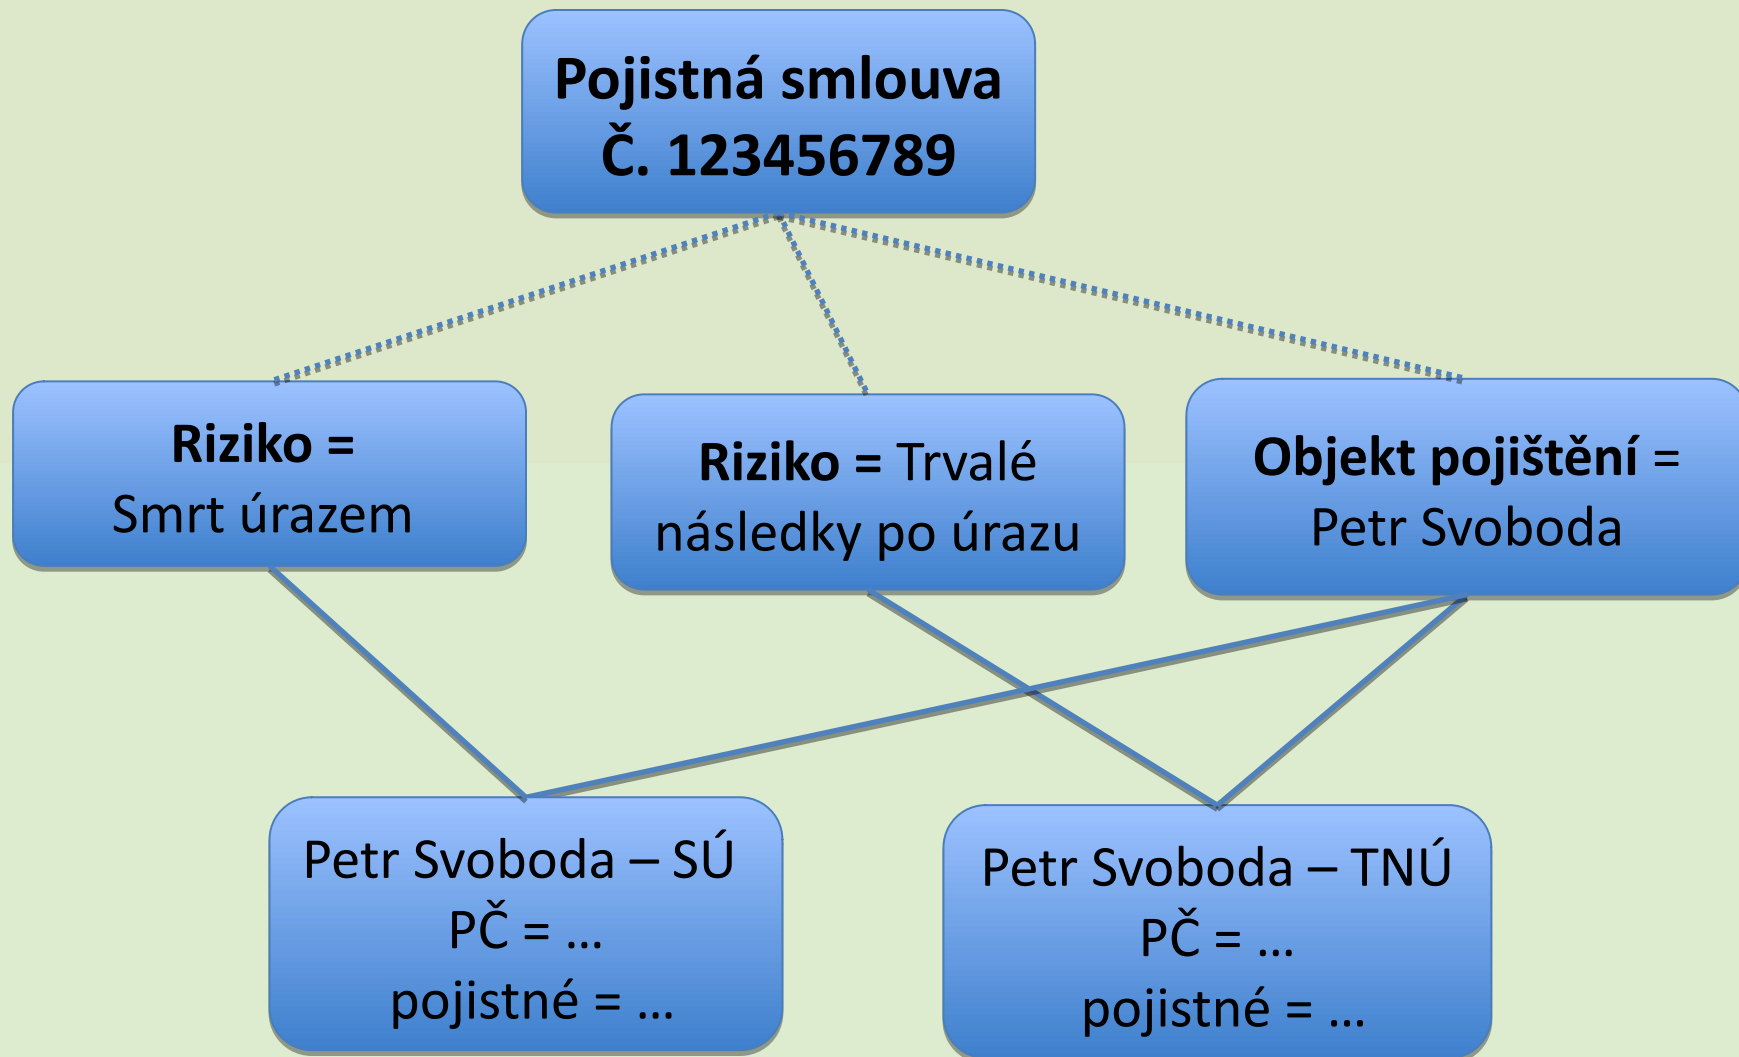 Pojistná smlouva
Č. 123456789
Riziko =
Smrt úrazem
Riziko = Trvalé
následky po úrazu
Objekt pojištění =
Petr Svoboda
Petr Svoboda – SÚ
PČ = ...
pojistné = ...
Petr Svoboda – TNÚ
PČ = ...
pojistné = ...